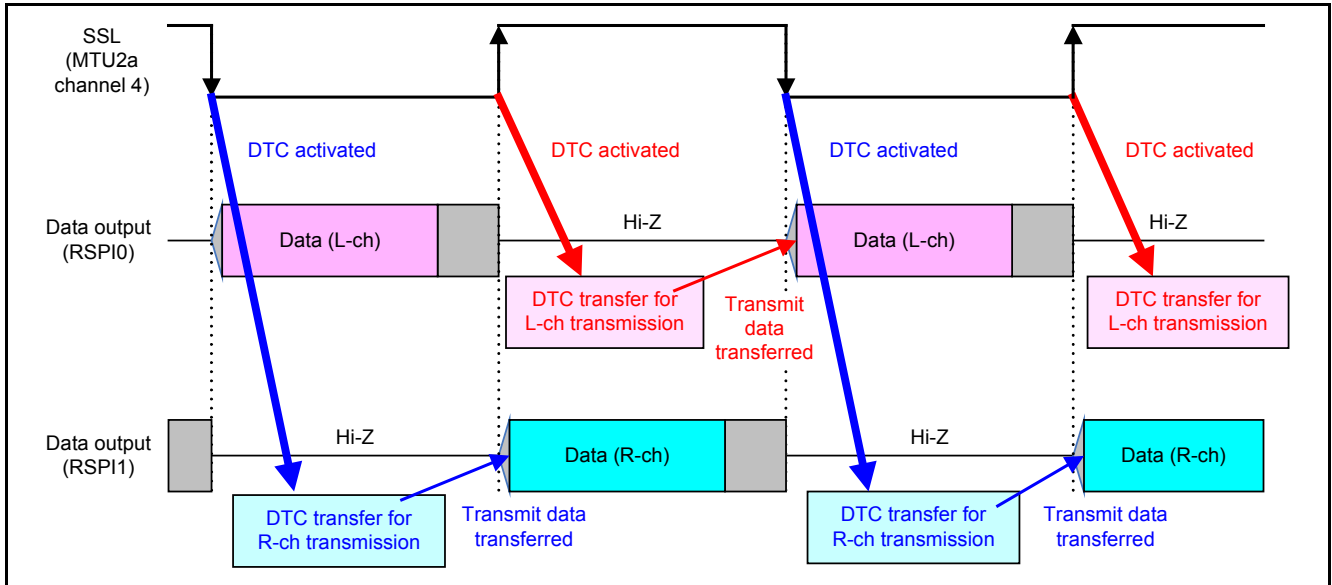 SSL
(MTU2a
channel 4)
DTC activated
DTC activated
DTC activated
DTC activated
Data output
(RSPI0)
Data (L-ch)
Hi-Z
Data (L-ch)
Hi-Z
DTC transfer for
L-ch transmission
Transmit
data
transferred
DTC transfer for
L-ch transmission
Data output
(RSPI1)
Hi-Z
Data (R-ch)
Hi-Z
Data (R-ch)
DTC transfer for
R-ch transmission
Transmit data
transferred
DTC transfer for
R-ch transmission
Transmit data
transferred